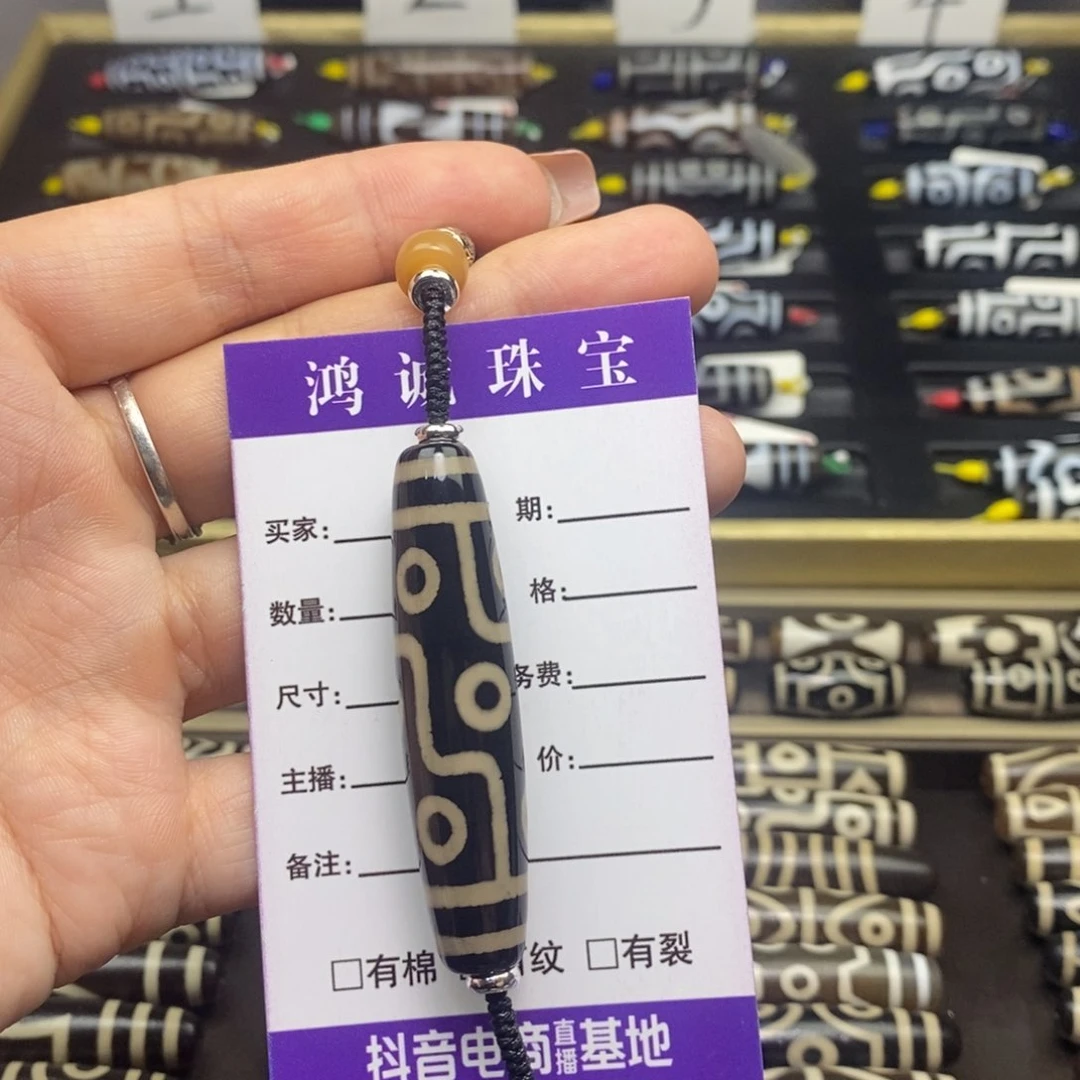 鸿诚珠宝
买家: 期:
数量: 格:
尺寸: 务费:
主播: 价:
备注:
□有棉 纹 □有裂
抖音电商直播基地